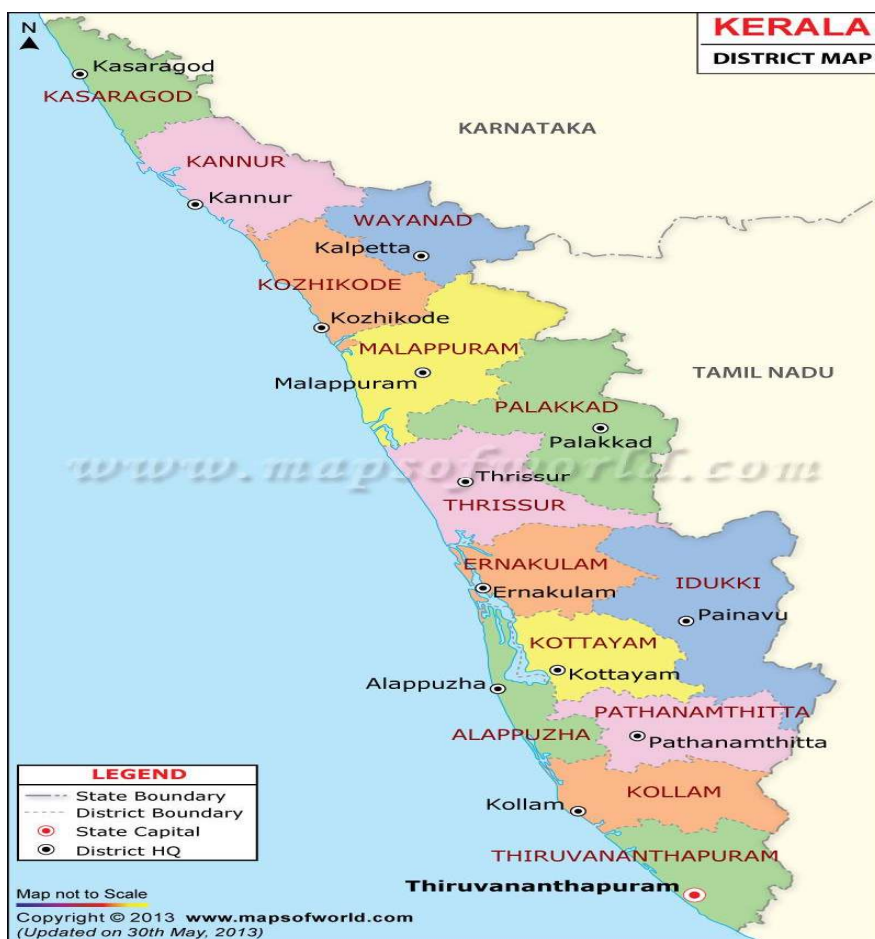 N
KERALA
DISTRICT MAP
Kasaragod
KASARAGOD
KARNATAKA
KANNUR
Kannur
WAYANAD
Kalpetta
KOZHIKODE
Kozhikode
MALAPPURAM
Malappuram
TAMIL NADU
PALAKKAD
Palakkad
www.mapsofworld.com
Thrissur
THRISSUR
ERNAKULAM
Ernakulam
IDUKKI
Painavu
KOTTAYAM
Kottayam
Alappuzha
PATHANAMTHITTA
ALAPPUZHA
Pathanamthitta
LEGEND
State Boundary
District Boundary
State Capital
District HQ
KOLLAM
Kollam
THIRUVANANTHAPURAM
Thiruvananthapuram
Map not to Scale
Copyright © 2013 www.mapsofworld.com
(Updated on 30th May, 2013)